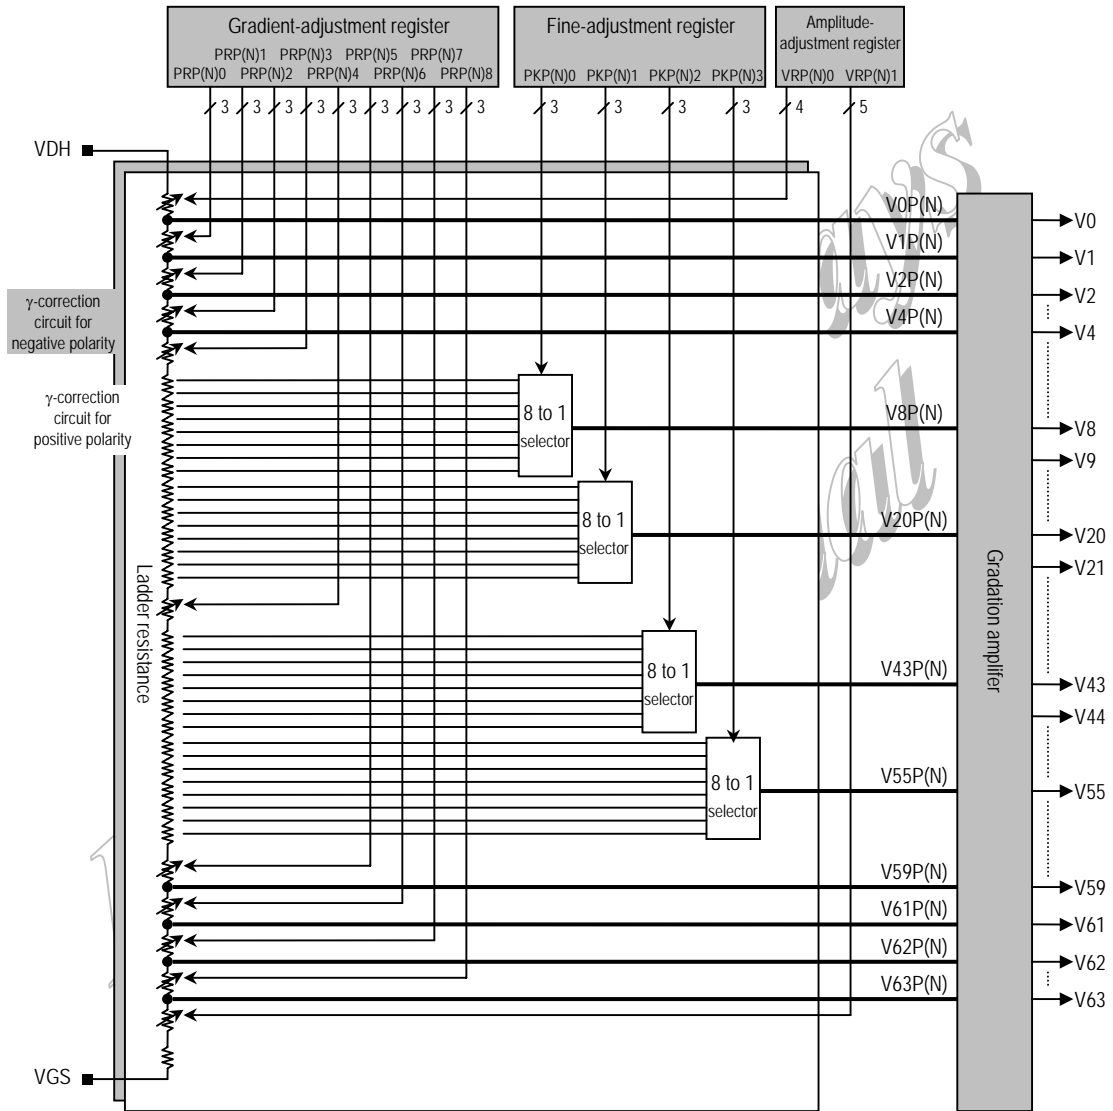 Gradient-adjustment register
PRP(N)1 PRP(N)3 PRP(N)5 PRP(N)7
PRP(N)0 PRP(N)2 PRP(N)4 PRP(N)6 PRP(N)8
Fine-adjustment register
PKP(N)0 PKP(N)1 PKP(N)2 PKP(N)3
Amplitude-
adjustment register
VRP(N)0 VRP(N)1
3 3 3 3 3 3 3 3 3
3 3 3 3
4 5
VDH
V0P(N)
V0
V1P(N)
V1
V2P(N)
V2
V4P(N)
V4
γ-correction
circuit for
negative polarity
γ-correction
circuit for
positive polarity
8 to 1
selector
V8P(N)
V8
V9
8 to 1
selector
V20P(N)
V20
V21
Ladder resistance
Gradation amplifer
8 to 1
selector
V43P(N)
V43
V44
8 to 1
selector
V55P(N)
V55
V59P(N)
V59
V61P(N)
V61
V62P(N)
V62
V63P(N)
V63
VGS